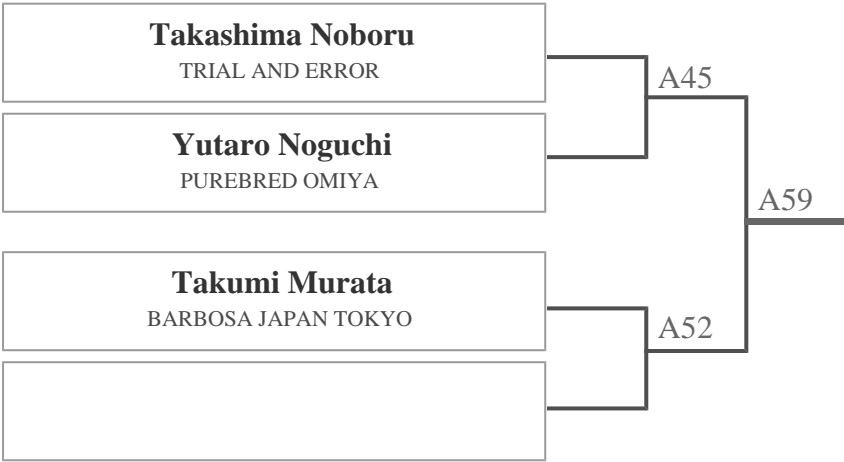 Takashima Noboru
TRIAL AND ERROR
A45
Yutaro Noguchi
PUREBRED OMIYA
A59
Takumi Murata
BARBOSA JAPAN TOKYO
A52